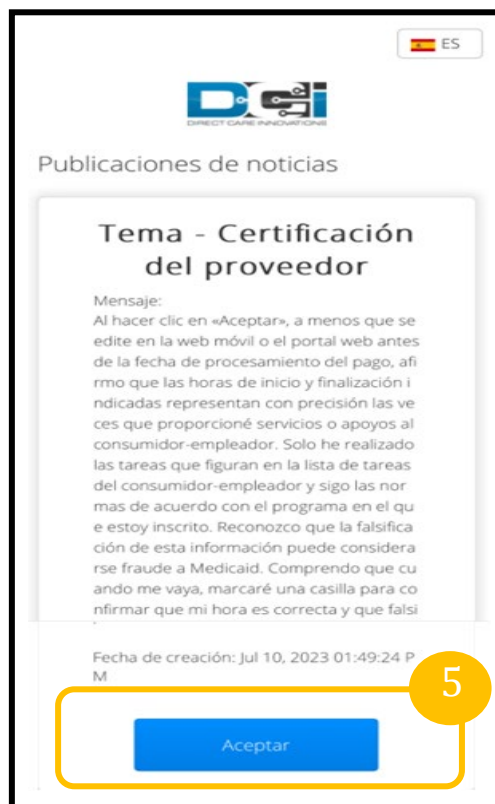 ES
DCi
DIRECT CARE INNOVATIONS
Publicaciones de noticias
Tema - Certificación
del proveedor
Mensaje:
Al hacer clic en «Aceptar», a menos que se
edite en la web móvil o el portal web antes
de la fecha de procesamiento del pago, afi
rmo que las horas de inicio y finalización i
ndicadas representan con precisión las ve
ces que proporcioné servicios o apoyos al
consumidor-empleador. Solo he realizado
las tareas que figuran en la lista de tareas
del consumidor-empleador y sigo las nor
mas de acuerdo con el programa en el qu
e estoy inscrito. Reconozco que la falsifica
ción de esta información puede considera
rse fraude a Medicaid. Comprendo que cu
ando me vaya, marcaré una casilla para co
nfirmar que mi hora es correcta y que falsi
Fecha de creación: Jul 10, 2023 01:49:24 P
M
5
Aceptar